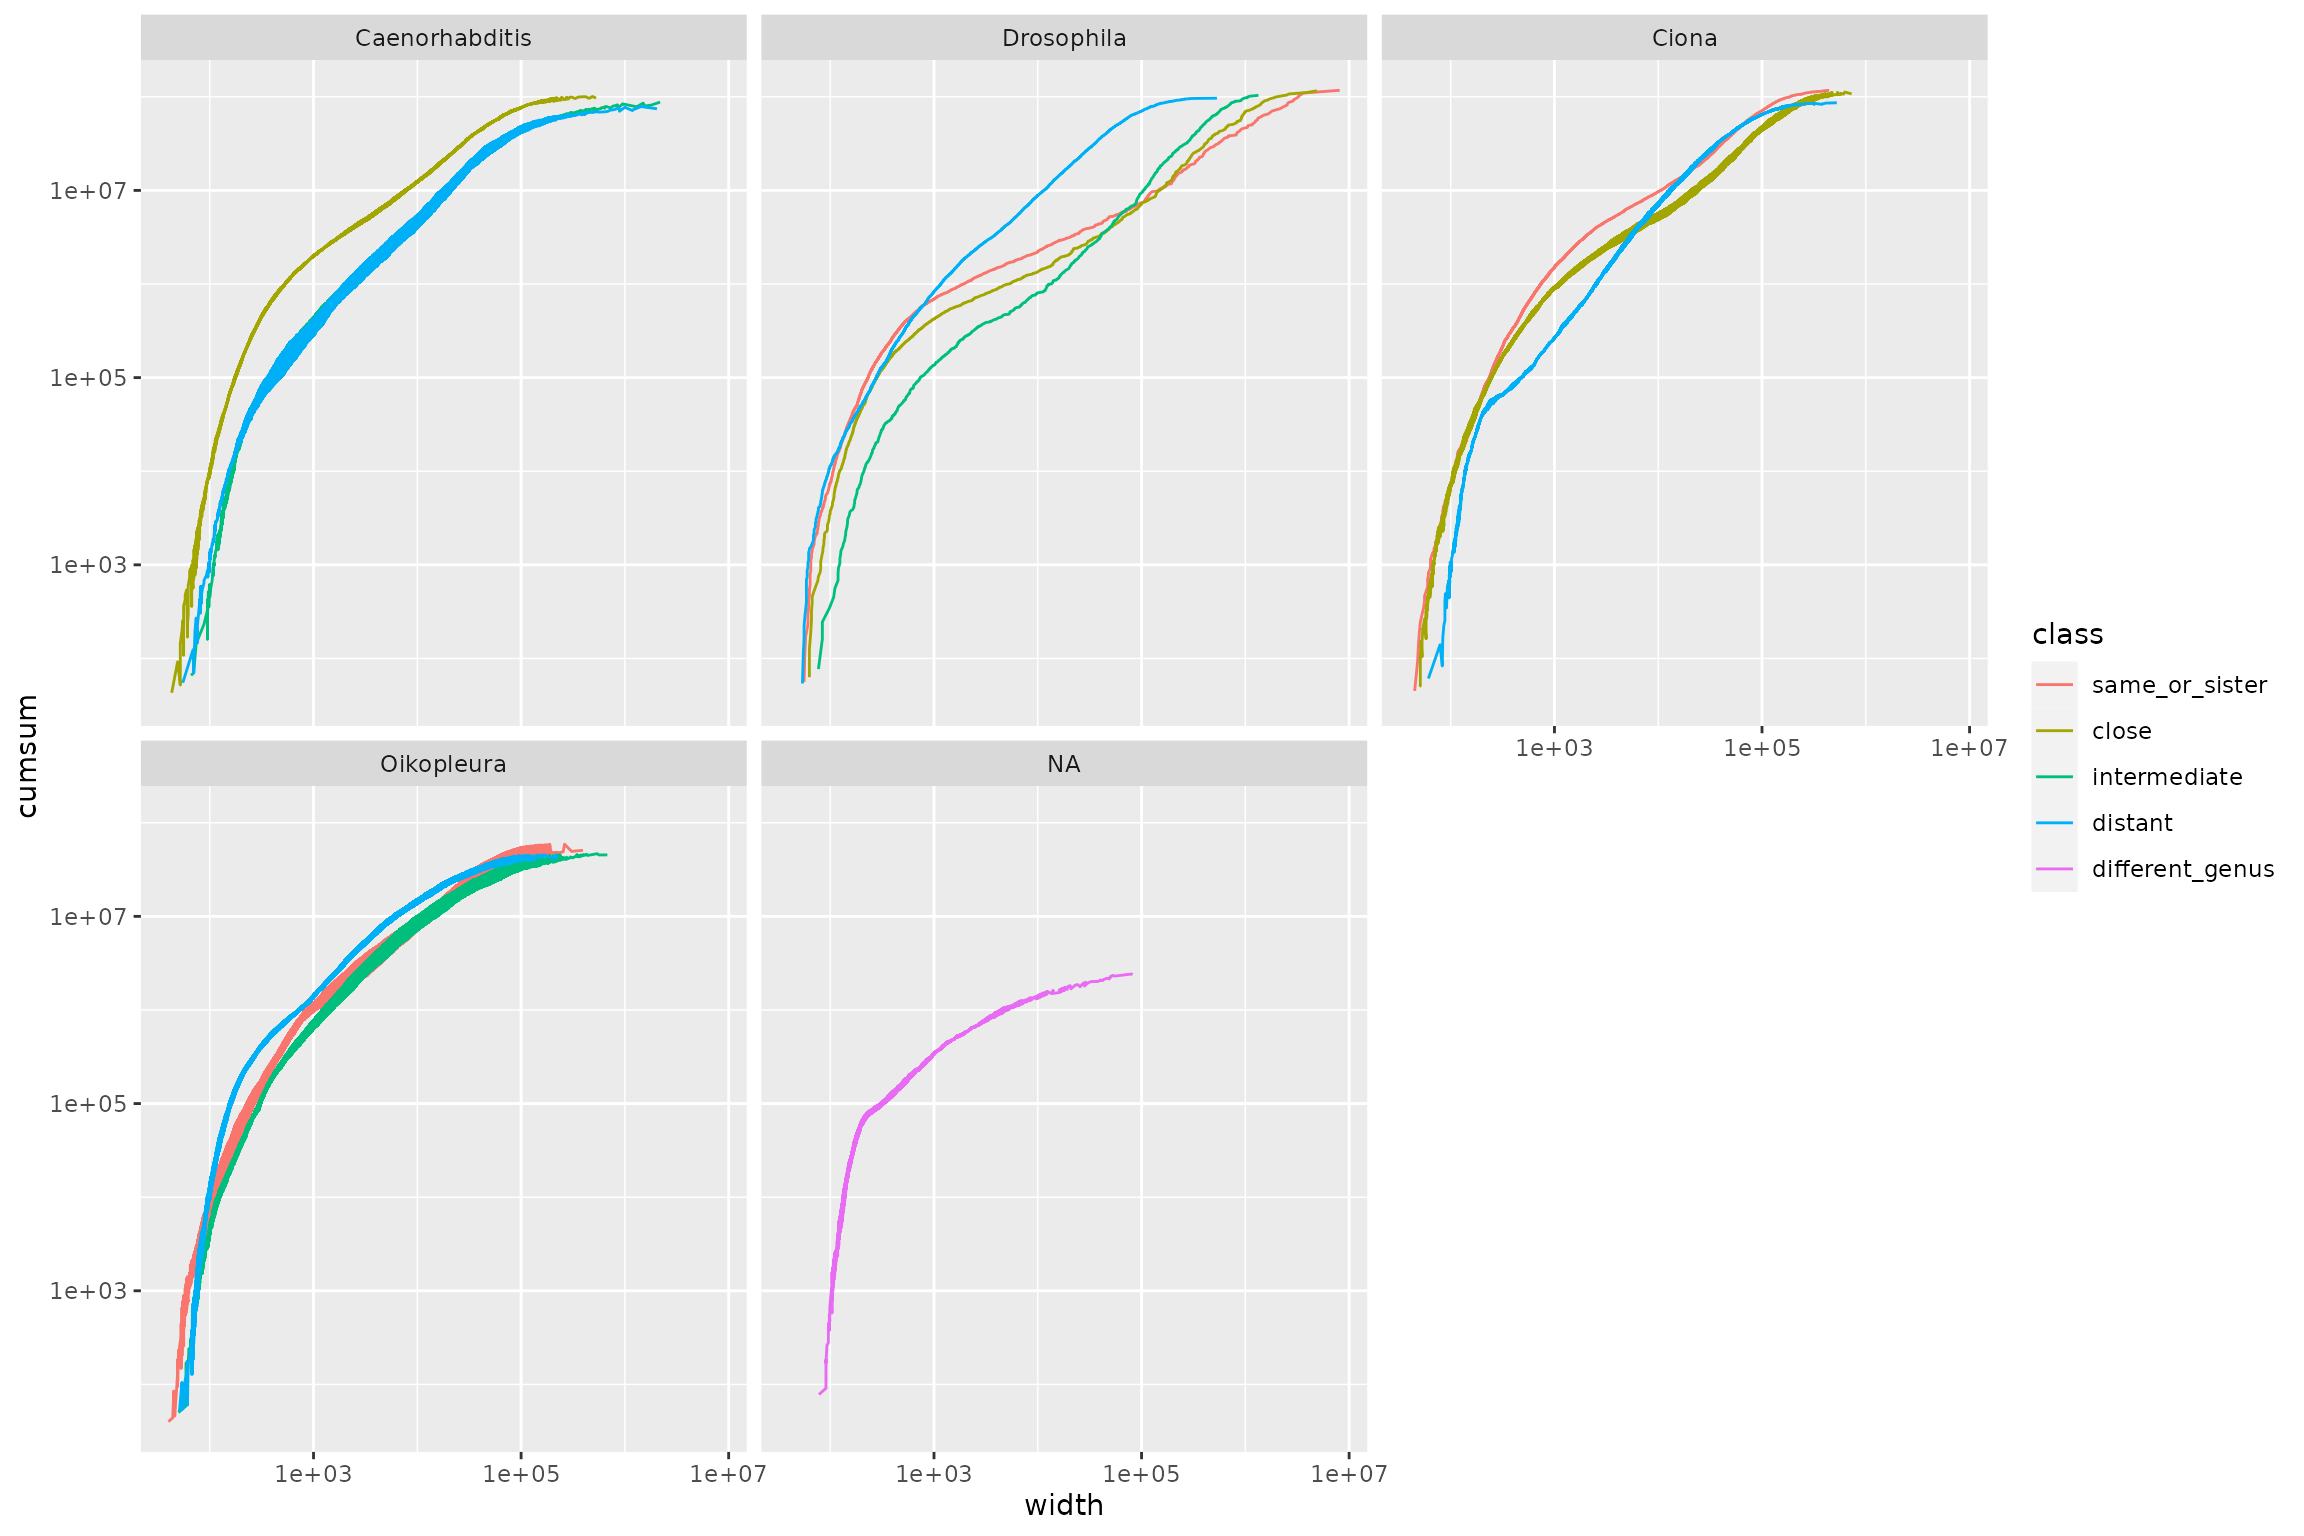 Caenorhabditis
Drosophila
Ciona
1e+07
1e+05
1e+03
1e+03
1e+05
1e+07
Oikopleura
NA
1e+07
1e+05
1e+03
1e+03
1e+05
1e+07
1e+03
1e+05
1e+07
width
cumsum
class
same_or_sister
close
intermediate
distant
different_genus